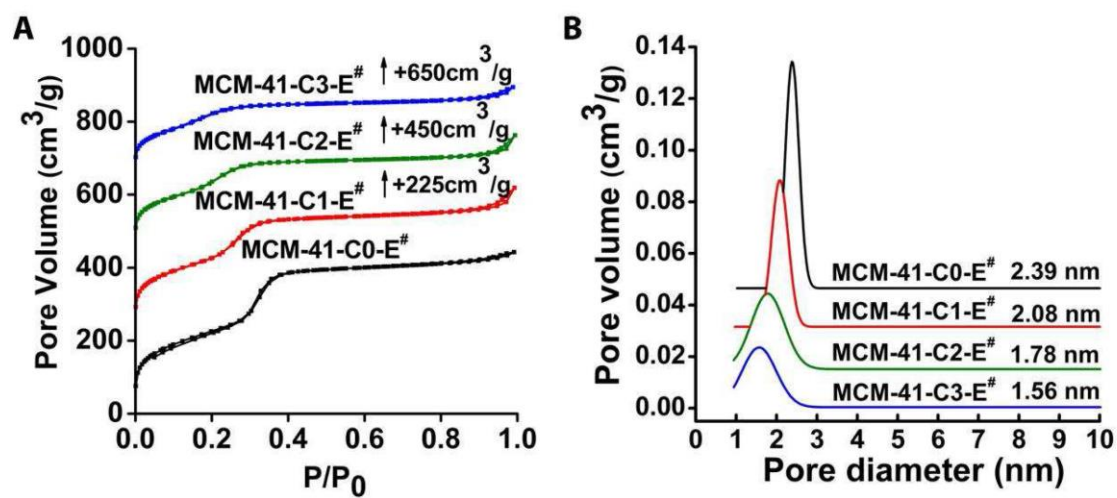 A
Pore Volume (cm³/g)
1000
800
600
400
200
0
MCM-41-C3-E# ↑ +650cm³/g
MCM-41-C2-E# ↑ +450cm³/g
MCM-41-C1-E# ↑ +225cm³/g
MCM-41-C0-E#
0.0 0.2 0.4 0.6 0.8 1.0
P/P₀
B
Pore volume (cm³/g)
0.14
0.12
0.10
0.08
0.06
0.04
0.02
0.00
MCM-41-C0-E# 2.39 nm
MCM-41-C1-E# 2.08 nm
MCM-41-C2-E# 1.78 nm
MCM-41-C3-E# 1.56 nm
0 1 2 3 4 5 6 7 8 9 10
Pore diameter (nm)